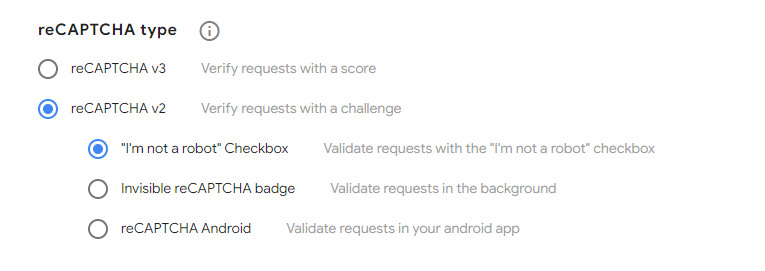 reCAPTCHA type
reCAPTCHA v3 Verify requests with a score
reCAPTCHA v2 Verify requests with a challenge
"I'm not a robot" Checkbox Validate requests with the "I'm not a robot" checkbox
Invisible reCAPTCHA badge Validate requests in the background
reCAPTCHA Android Validate requests in your android app